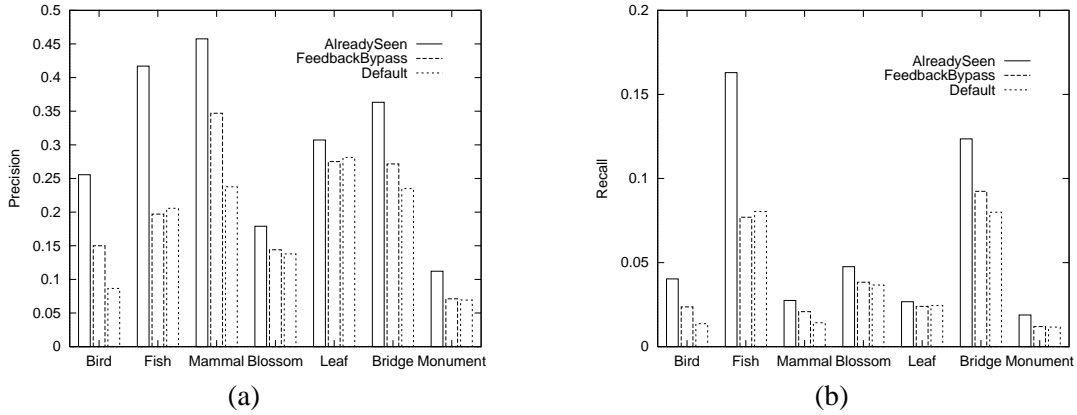 0.5
0.45
0.4
0.35
0.3
0.25
0.2
0.15
0.1
0.05
0
Precision
AlreadySeen
FeedbackBypass
Default
Bird Fish Mammal Blossom Leaf Bridge Monument
(a)
0.2
0.15
0.1
0.05
0
Recall
AlreadySeen
FeedbackBypass
Default
Bird Fish Mammal Blossom Leaf Bridge Monument
(b)